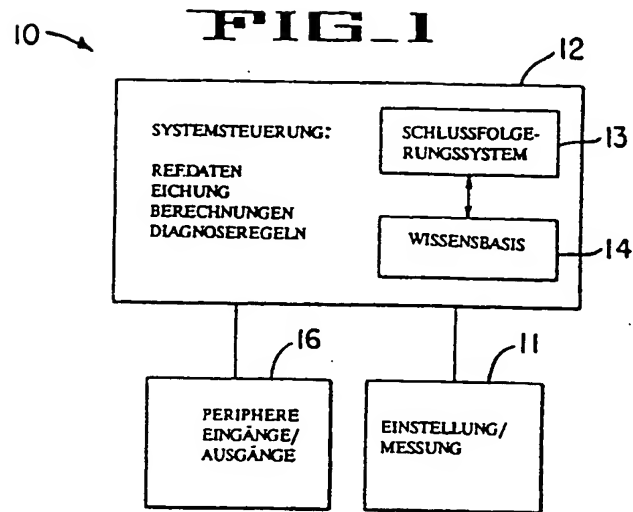 FIG_1
10
12
SYSTEMSTEUERUNG:
REF.DATEN
EICHUNG
BERECHNUNGEN
DIAGNOSEREGELN
SCHLUSSFOLGE-
RUNGSSYSTEM
13
WISSENSBASIS
14
16
PERIPHERE
EINGÄNGE/
AUSGÄNGE
11
EINSTELLUNG/
MESSUNG